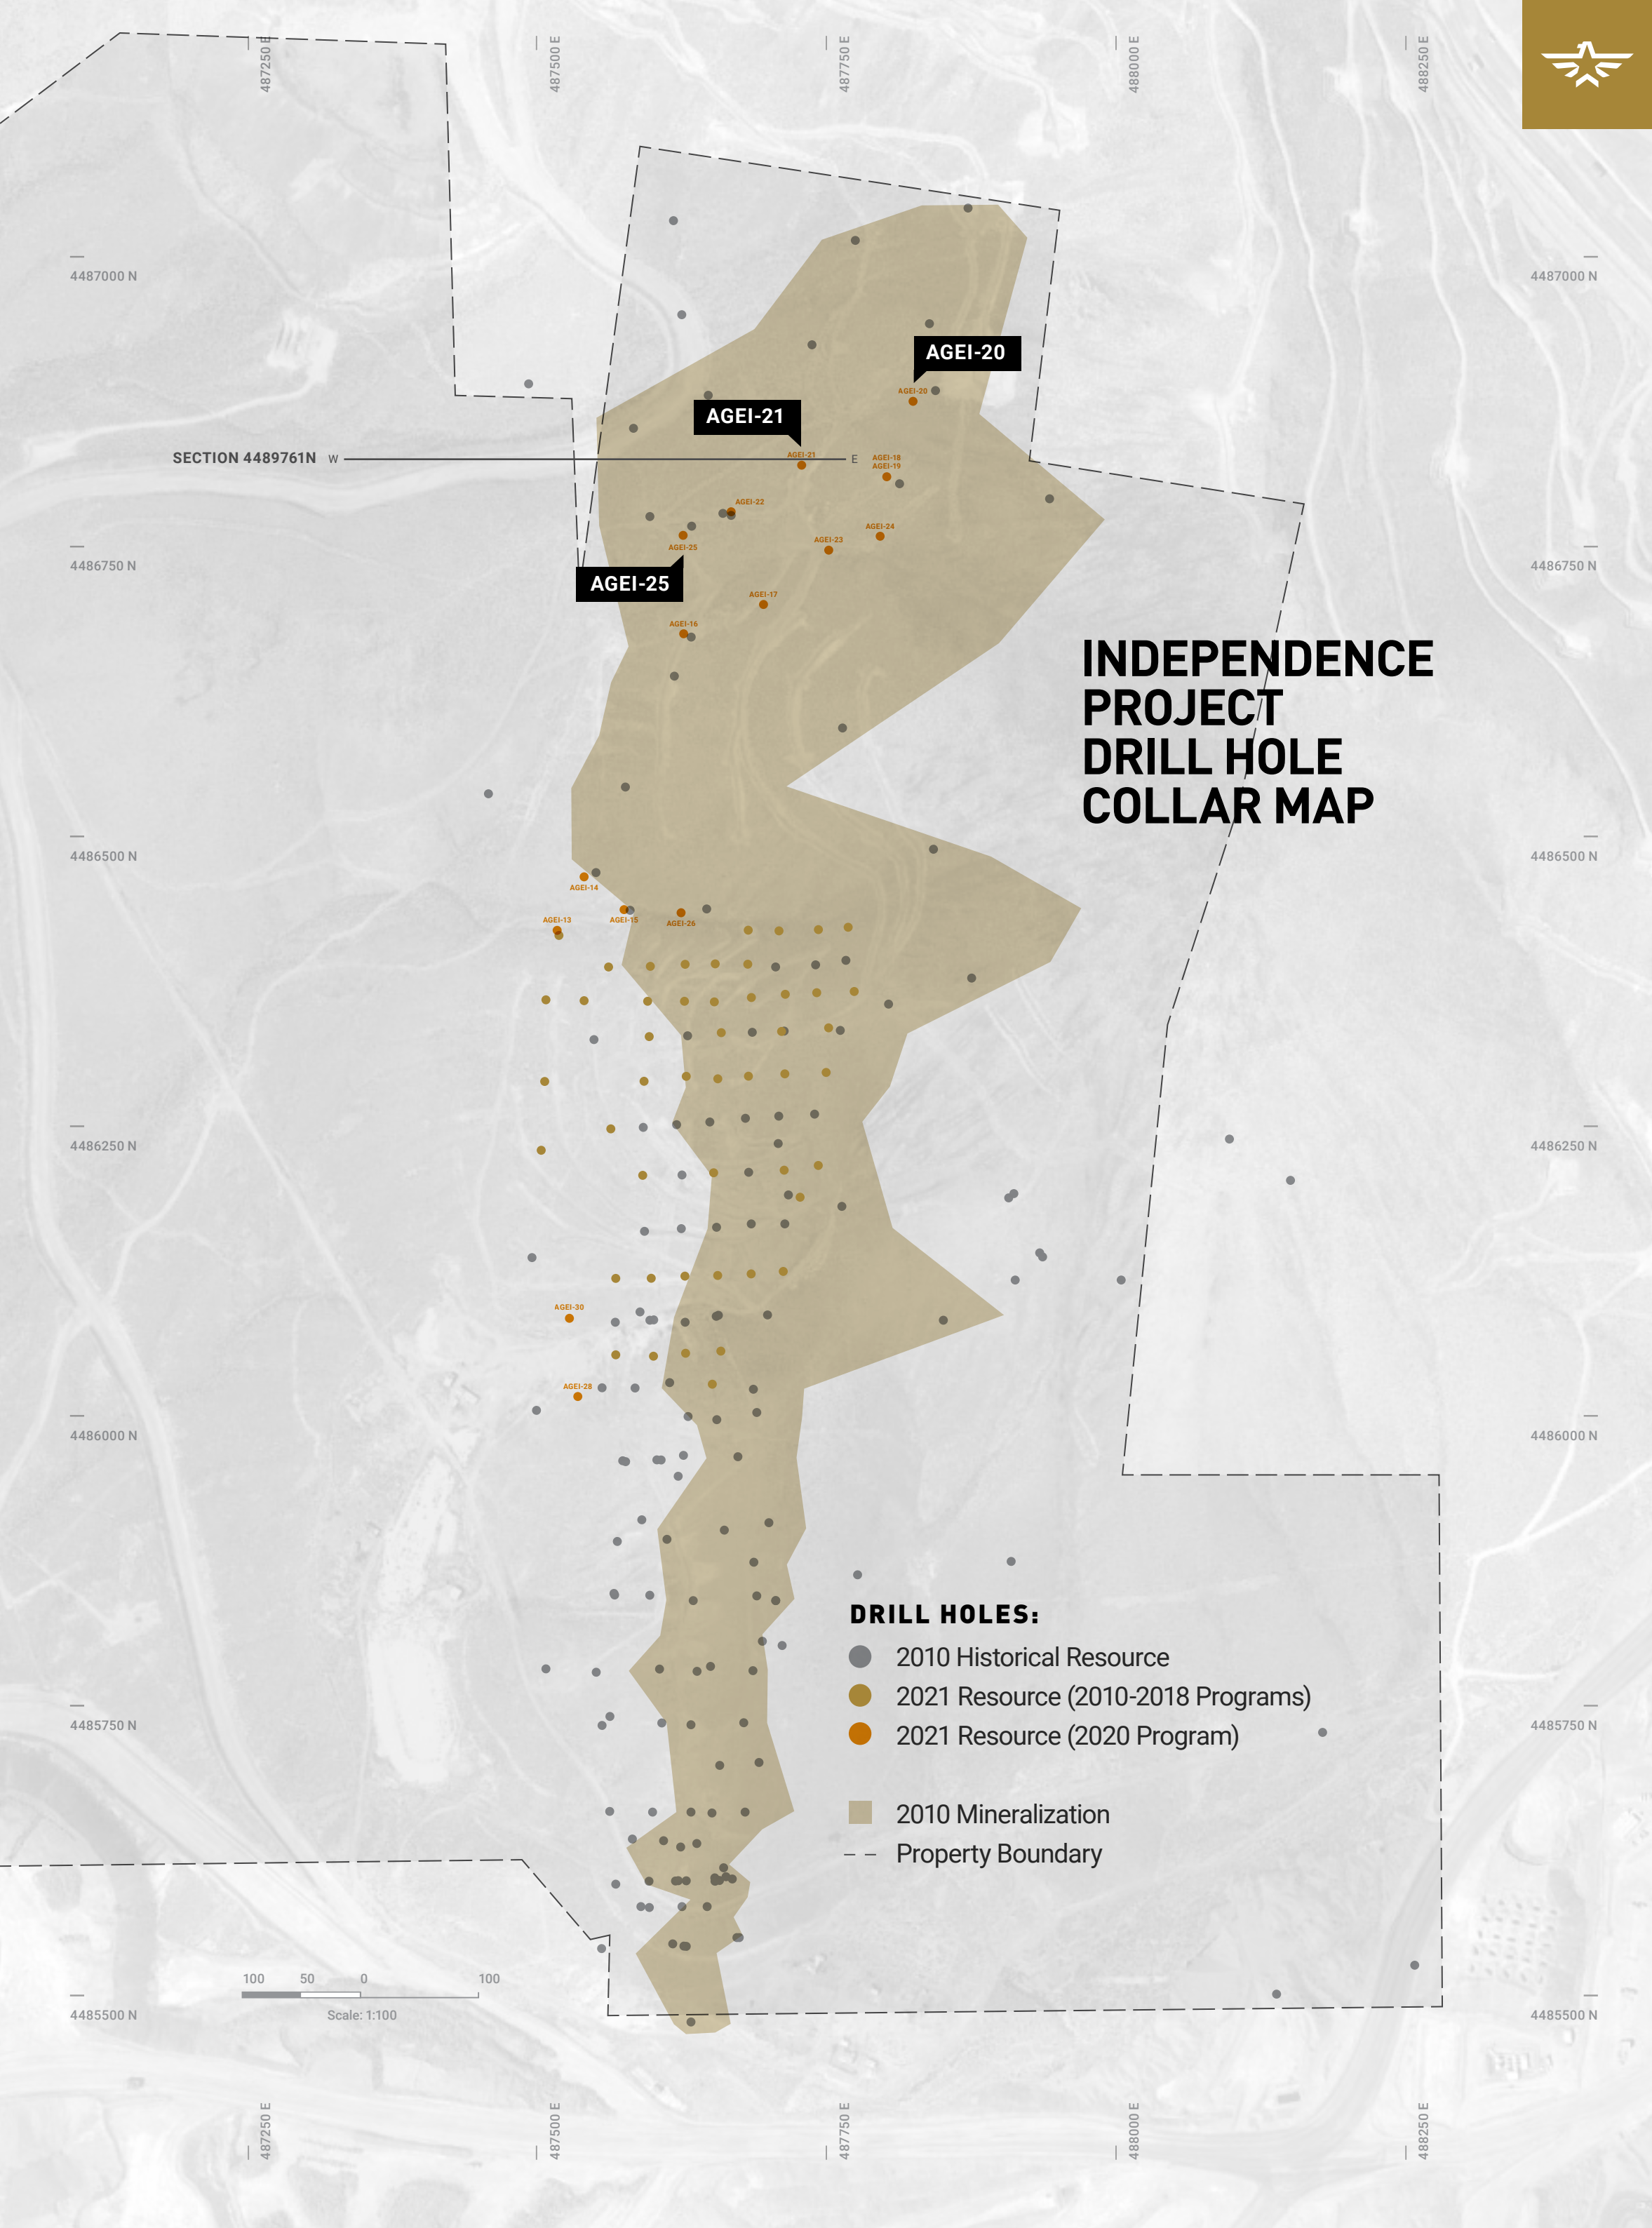 487250 E
487500 E
487750 E
488000 E
488250 E
4487000 N
4487000 N
AGEI-20
AGEI-20
AGEI-21
AGEI-21
SECTION 4489761N
W
E
AGEI-18
AGEI-19
AGEI-22
AGEI-24
AGEI-23
AGEI-25
4486750 N
4486750 N
AGEI-25
AGEI-17
AGEI-16
INDEPENDENCE
PROJECT
DRILL HOLE
COLLAR MAP
4486500 N
4486500 N
AGEI-14
AGEI-13
AGEI-15
AGEI-26
4486250 N
4486250 N
AGEI-30
AGEI-28
4486000 N
4486000 N
DRILL HOLES:
2010 Historical Resource
2021 Resource (2010-2018 Programs)
2021 Resource (2020 Program)
4485750 N
4485750 N
2010 Mineralization
Property Boundary
100 50 0 100
Scale: 1:100
4485500 N
4485500 N
487250 E
487500 E
487750 E
488000 E
488250 E